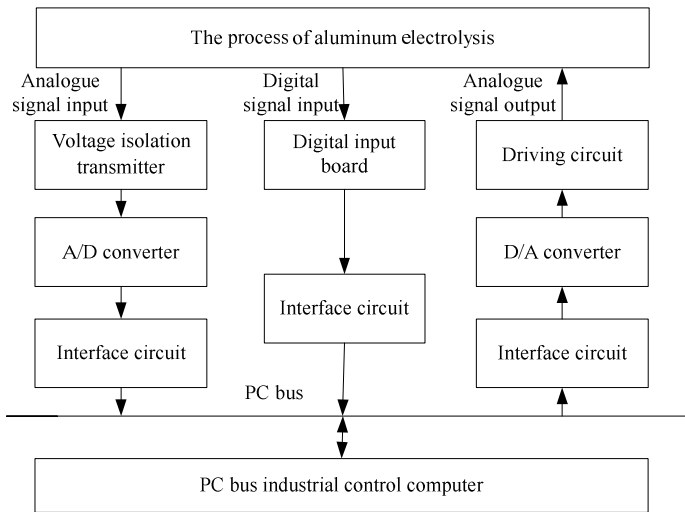 The process of aluminum electrolysis
Analogue
signal input
Digital
signal input
Analogue
signal output
Voltage isolation
transmitter
Digital input
board
Driving circuit
A/D converter
D/A converter
Interface circuit
Interface circuit
Interface circuit
PC bus
PC bus industrial control computer